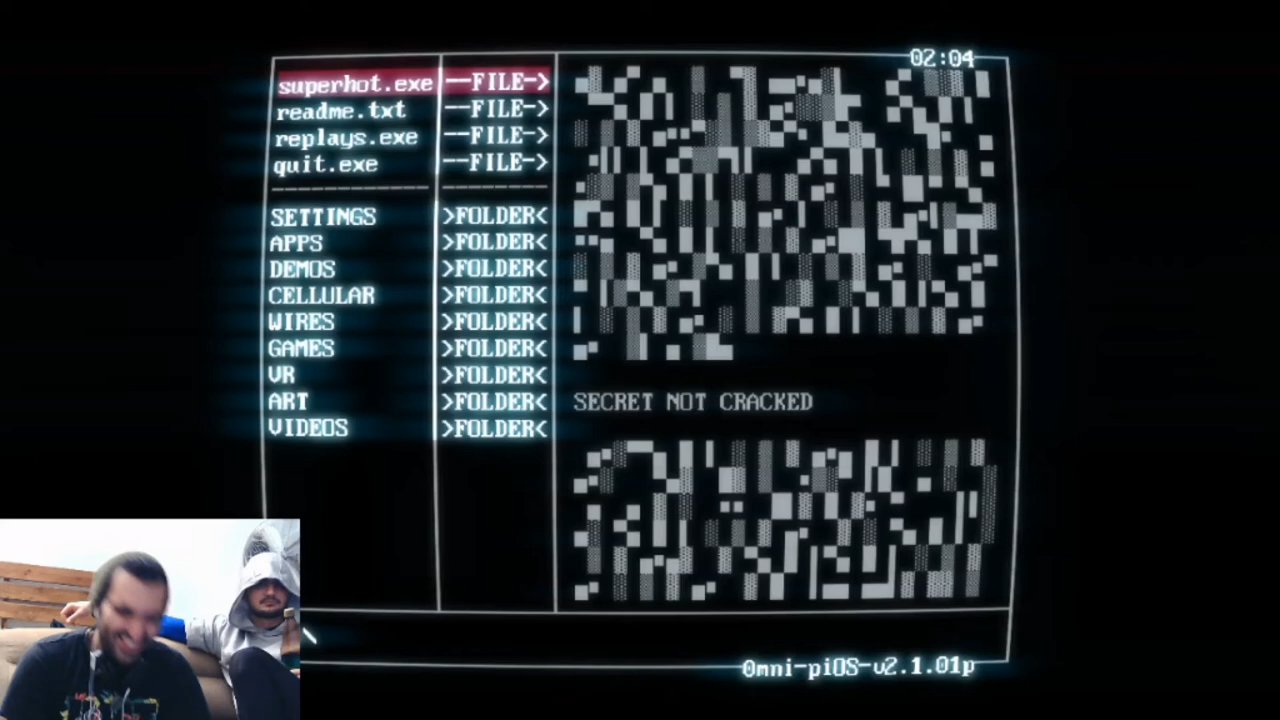 02:04
superhot.exe —FILE->
readme.txt —FILE->
replays.exe —FILE->
quit.exe —FILE->
SETTINGS >FOLDER<
APPS >FOLDER<
DEMOS >FOLDER<
CELLULAR >FOLDER<
WIRES >FOLDER<
GAMES >FOLDER<
VR >FOLDER<
ART >FOLDER<
VIDEOS >FOLDER<
SECRET NOT CRACKED
0mni-piOS-v2.1.01p